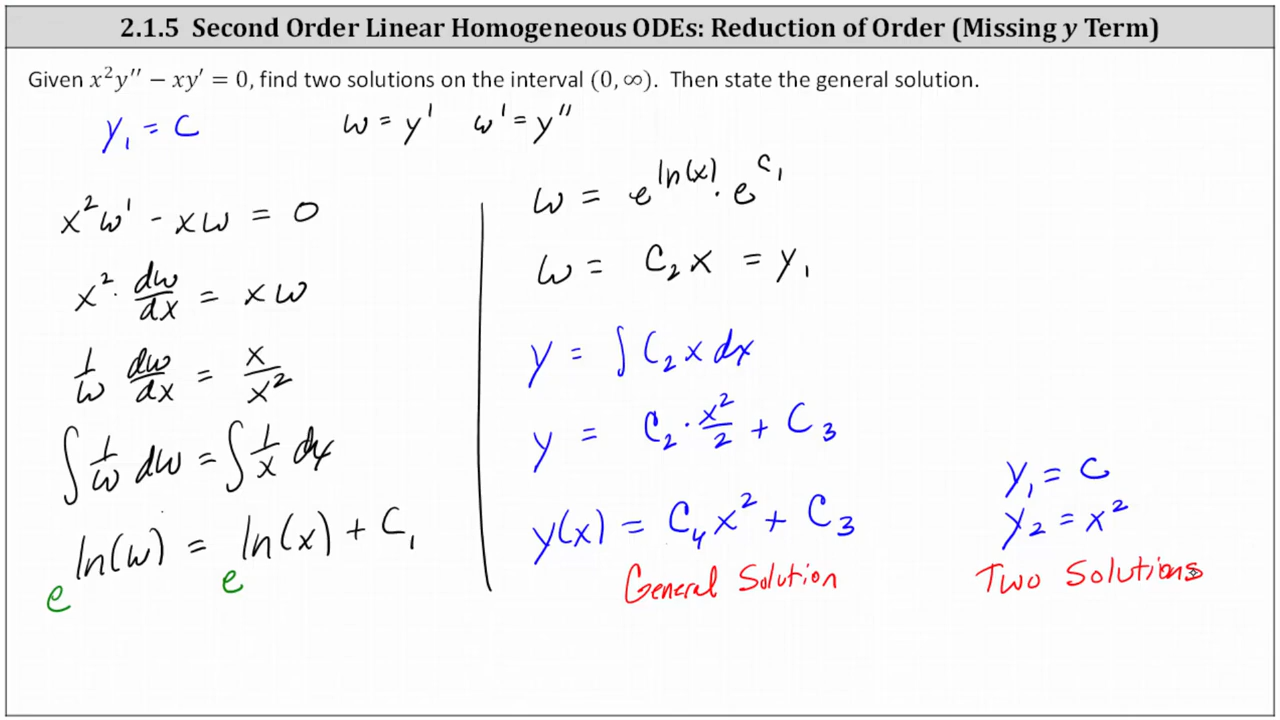 2.1.5 Second Order Linear Homogeneous ODEs: Reduction of Order (Missing y Term)
Given x²y″ − xy′ = 0, find two solutions on the interval (0, ∞). Then state the general solution.
y₁ = C
w = y' w' = y''
x²w' - xw = 0
x² · dw/dx = xw
1/w dw/dx = x/x²
∫ 1/w dw = ∫ 1/x dx
e^ln(w) = e^ln(x) + C₁
w = e^ln(x) · e^C₁
w = C₂x = y₁
y = ∫ C₂x dx
y = C₂ · x²/2 + C₃
y(x) = C₄x² + C₃
General Solution
y₁ = C
y₂ = x²
Two Solutions